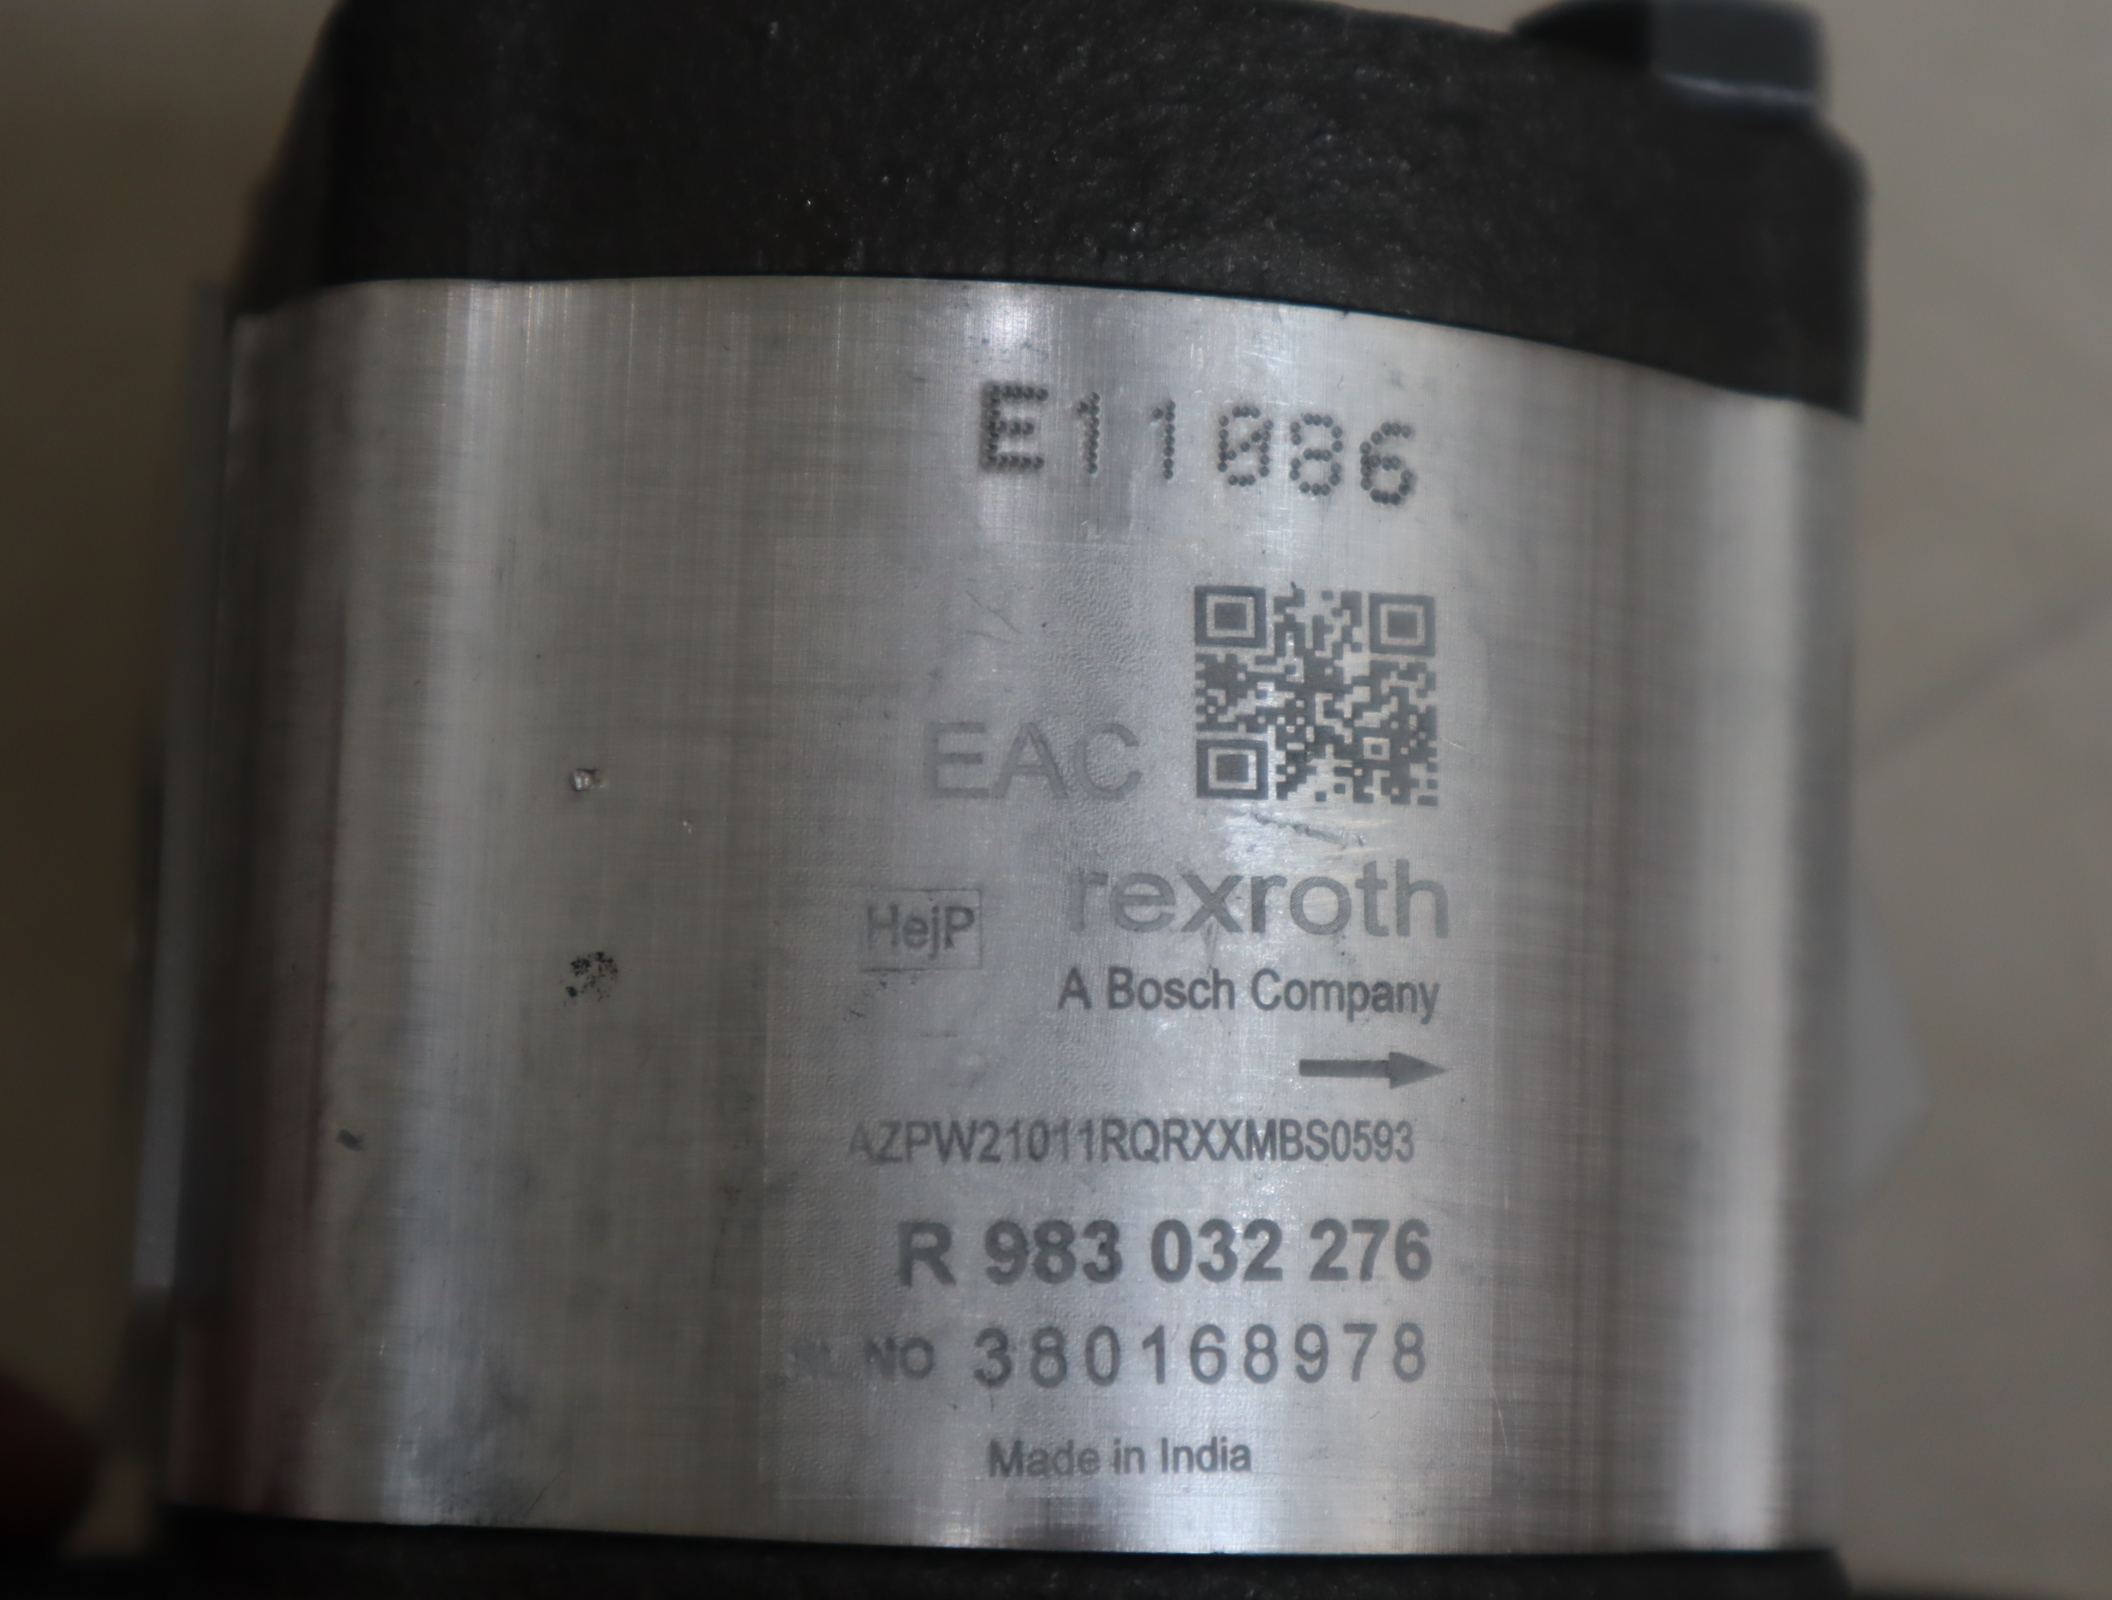 E11086
EAC
rexroth
HejP
A Bosch Company
AZPW21011RQRXXMBS0593
R 983 032 276
NO 380168978
Made in India